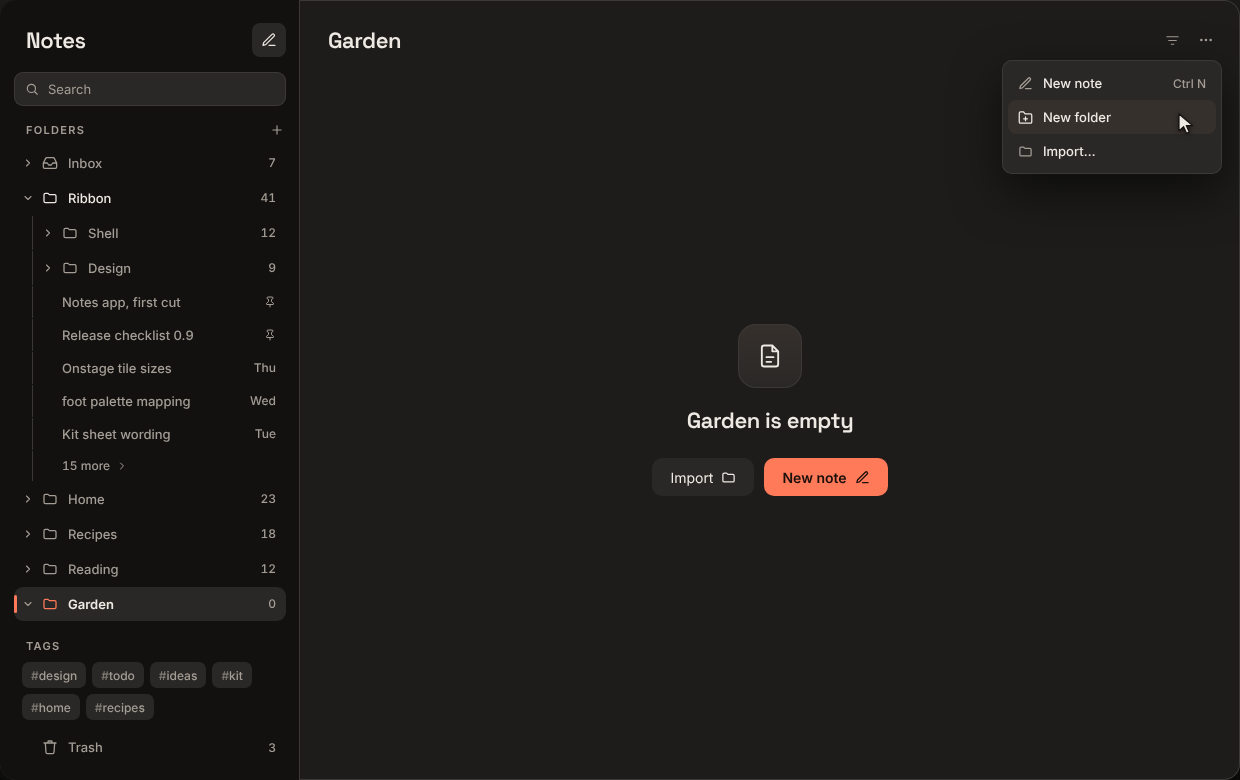 Notes
Search
FOLDERS
Inbox 7
Ribbon 41
Shell 12
Design 9
Notes app, first cut
Release checklist 0.9
Onstage tile sizes Thu
foot palette mapping Wed
Kit sheet wording Tue
15 more
Home 23
Recipes 18
Reading 12
Garden 0
TAGS
#design #todo #ideas #kit
#home #recipes
Trash 3
Garden
New note Ctrl N
New folder
Import...
Garden is empty
Import New note